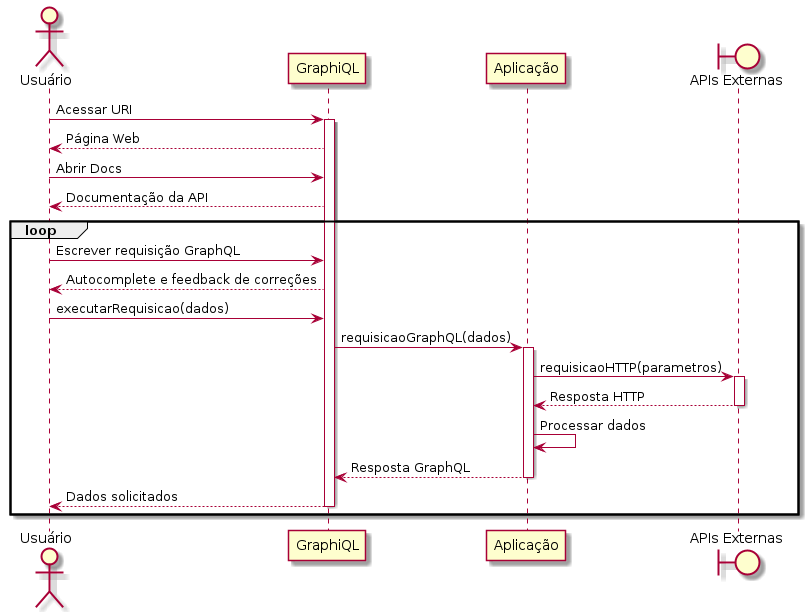 Usuário
GraphiQL
Aplicação
APIs Externas
Acessar URI
Página Web
Abrir Docs
Documentação da API
loop
Escrever requisição GraphQL
Autocomplete e feedback de correções
executarRequisicao(dados)
requisicaoGraphQL(dados)
requisicaoHTTP(parametros)
Resposta HTTP
Processar dados
Resposta GraphQL
Dados solicitados
Usuário
GraphiQL
Aplicação
APIs Externas